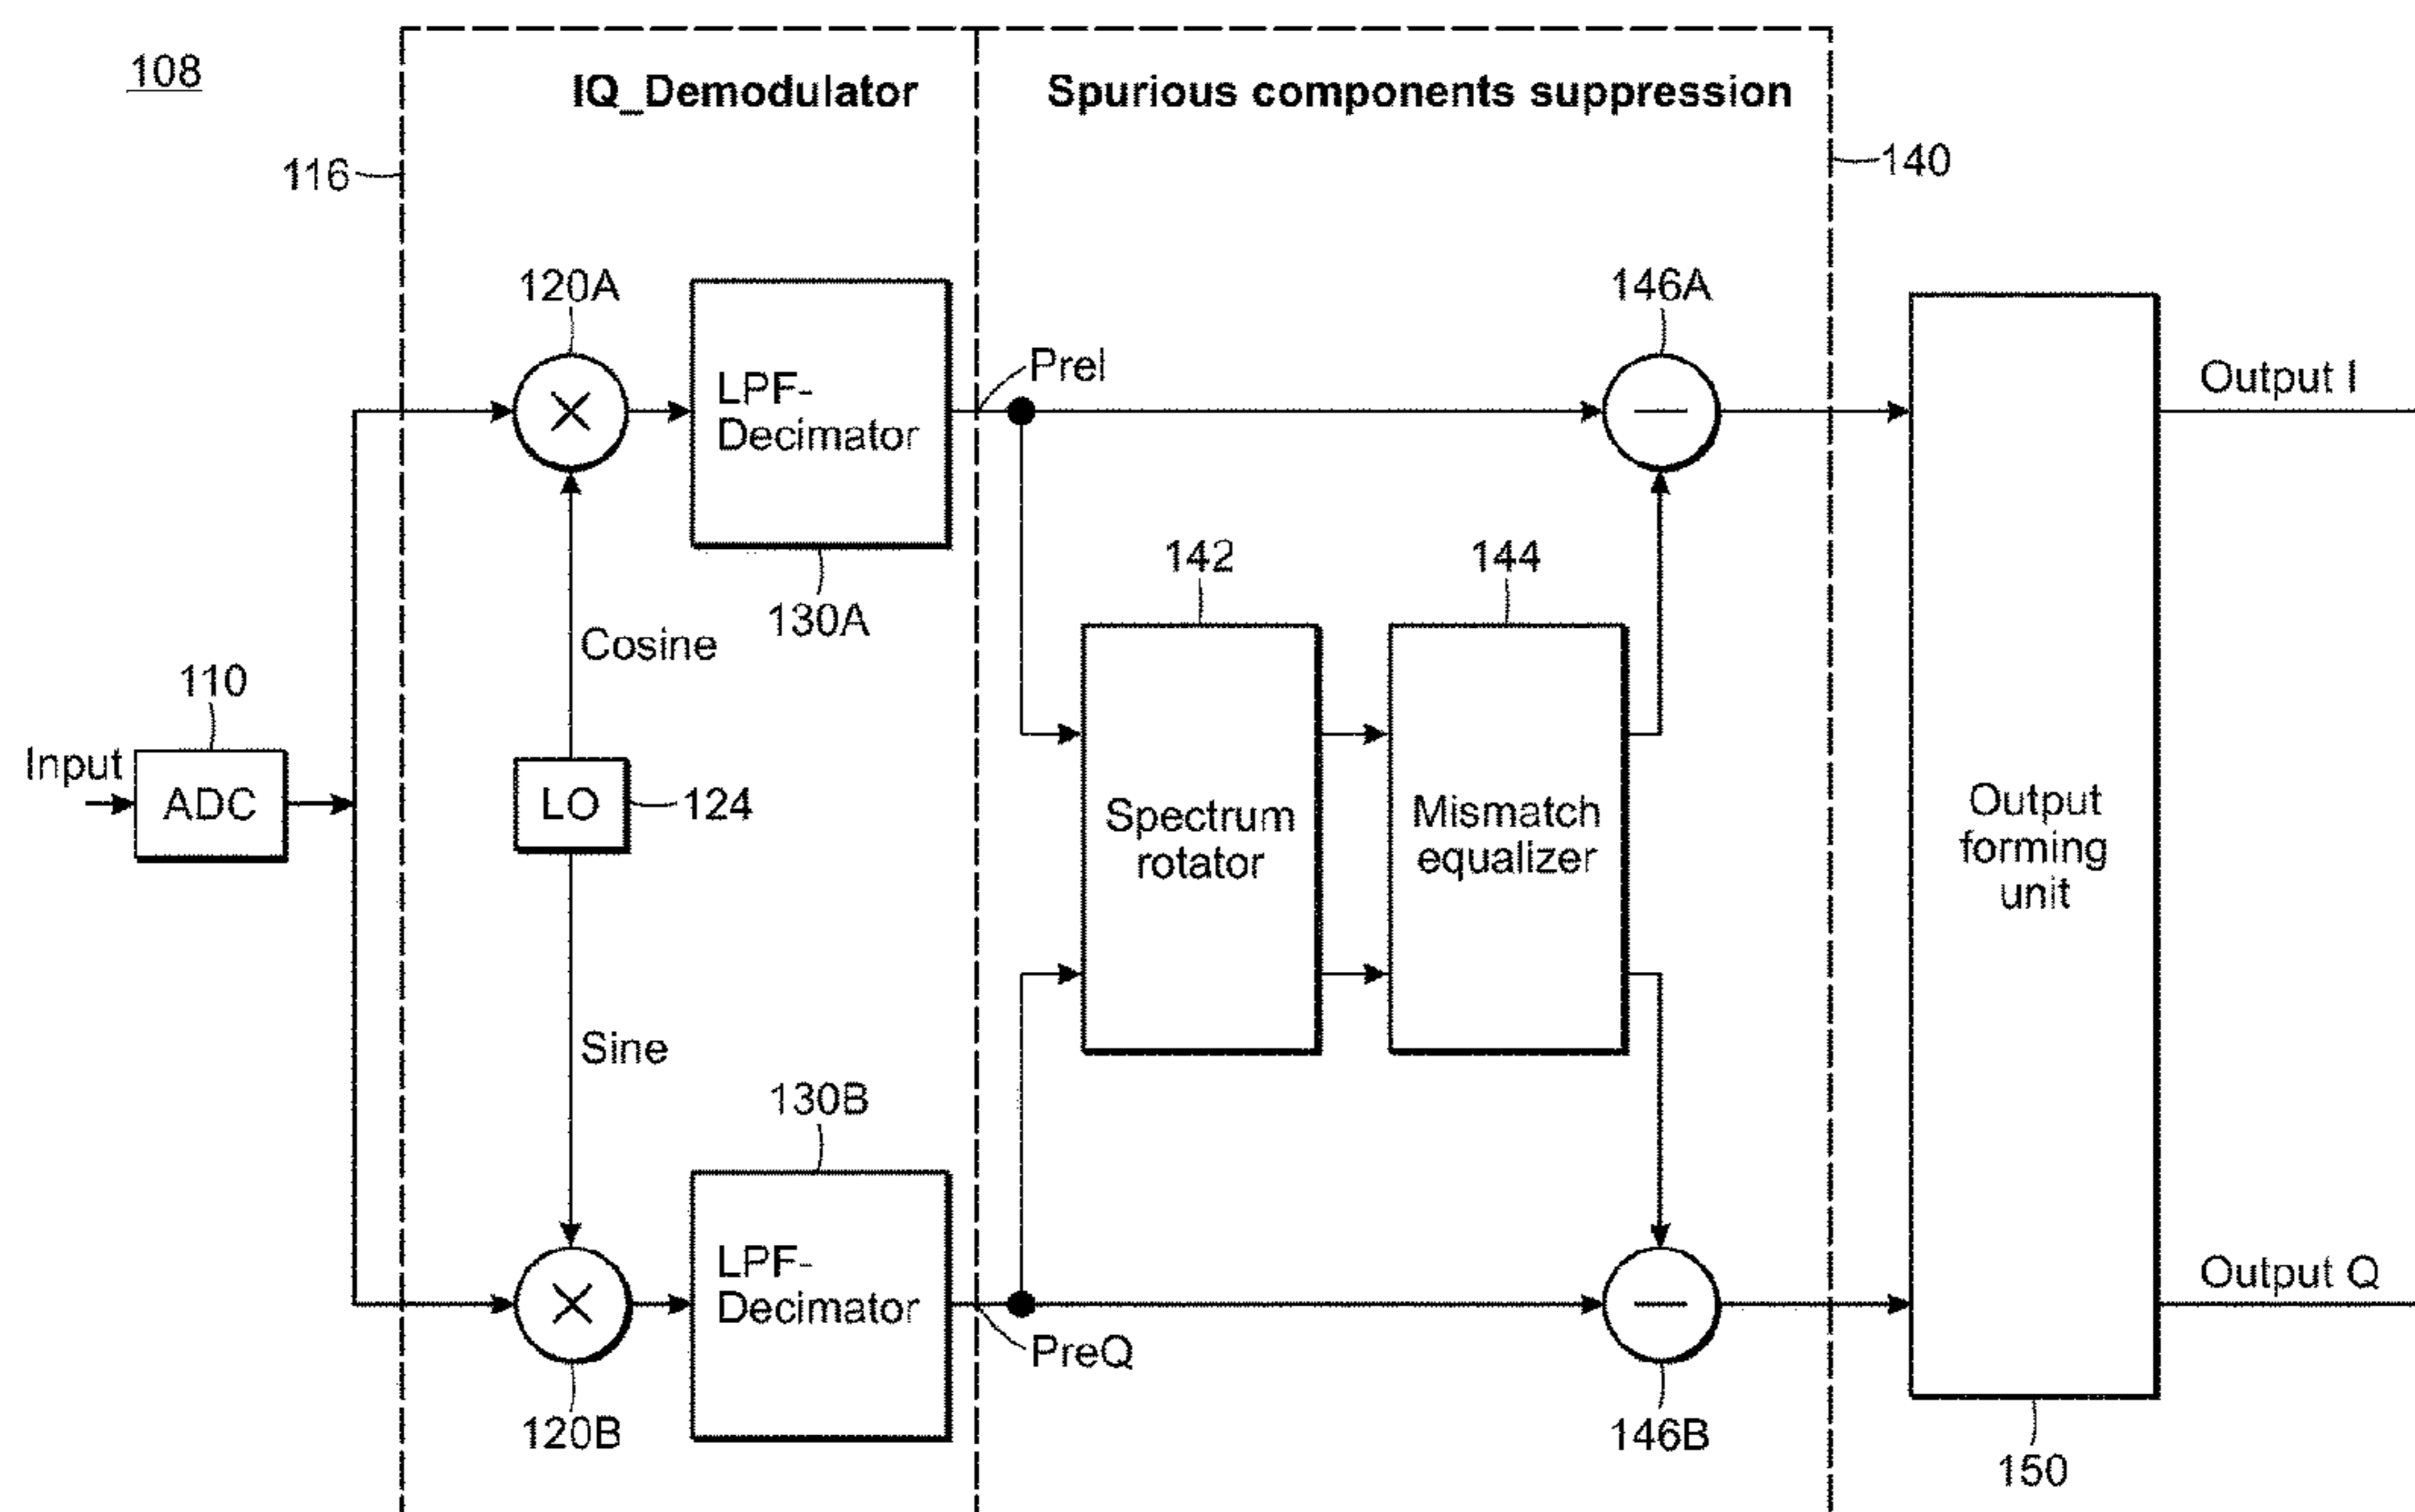 108
IQ_Demodulator
Spurious components suppression
116
140
120A
146A
LPF-
Decimator
PreI
Output I
130A
142
144
Cosine
110
Input
ADC
LO
124
Spectrum
rotator
Mismatch
equalizer
Output
forming
unit
Sine
130B
LPF-
Decimator
PreQ
Output Q
120B
146B
150